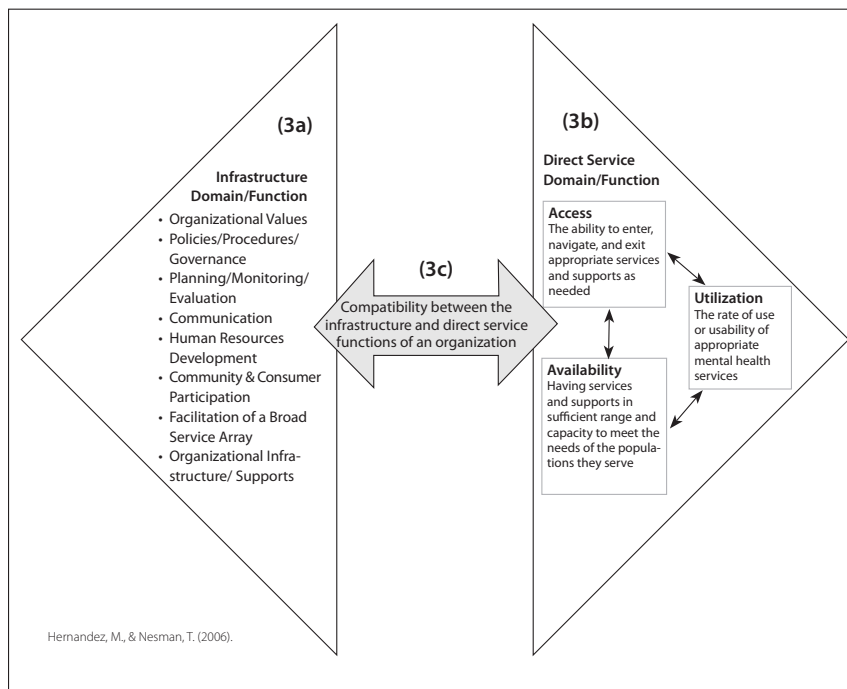 (3a)
Infrastructure
Domain/Function
• Organizational Values
• Policies/Procedures/
Governance
• Planning/Monitoring/
Evaluation
• Communication
• Human Resources
Development
• Community & Consumer
Participation
• Facilitation of a Broad
Service Array
• Organizational Infra-
structure/ Supports
(3c)
Compatibility between the
infrastructure and direct service
functions of an organization
(3b)
Direct Service
Domain/Function
Access
The ability to enter,
navigate, and exit
appropriate services
and supports as
needed
Utilization
The rate of use
or usability of
appropriate
mental health
services
Availability
Having services
and supports in
sufficient range and
capacity to meet the
needs of the popula-
tions they serve
Hernandez, M., & Nesman, T. (2006).